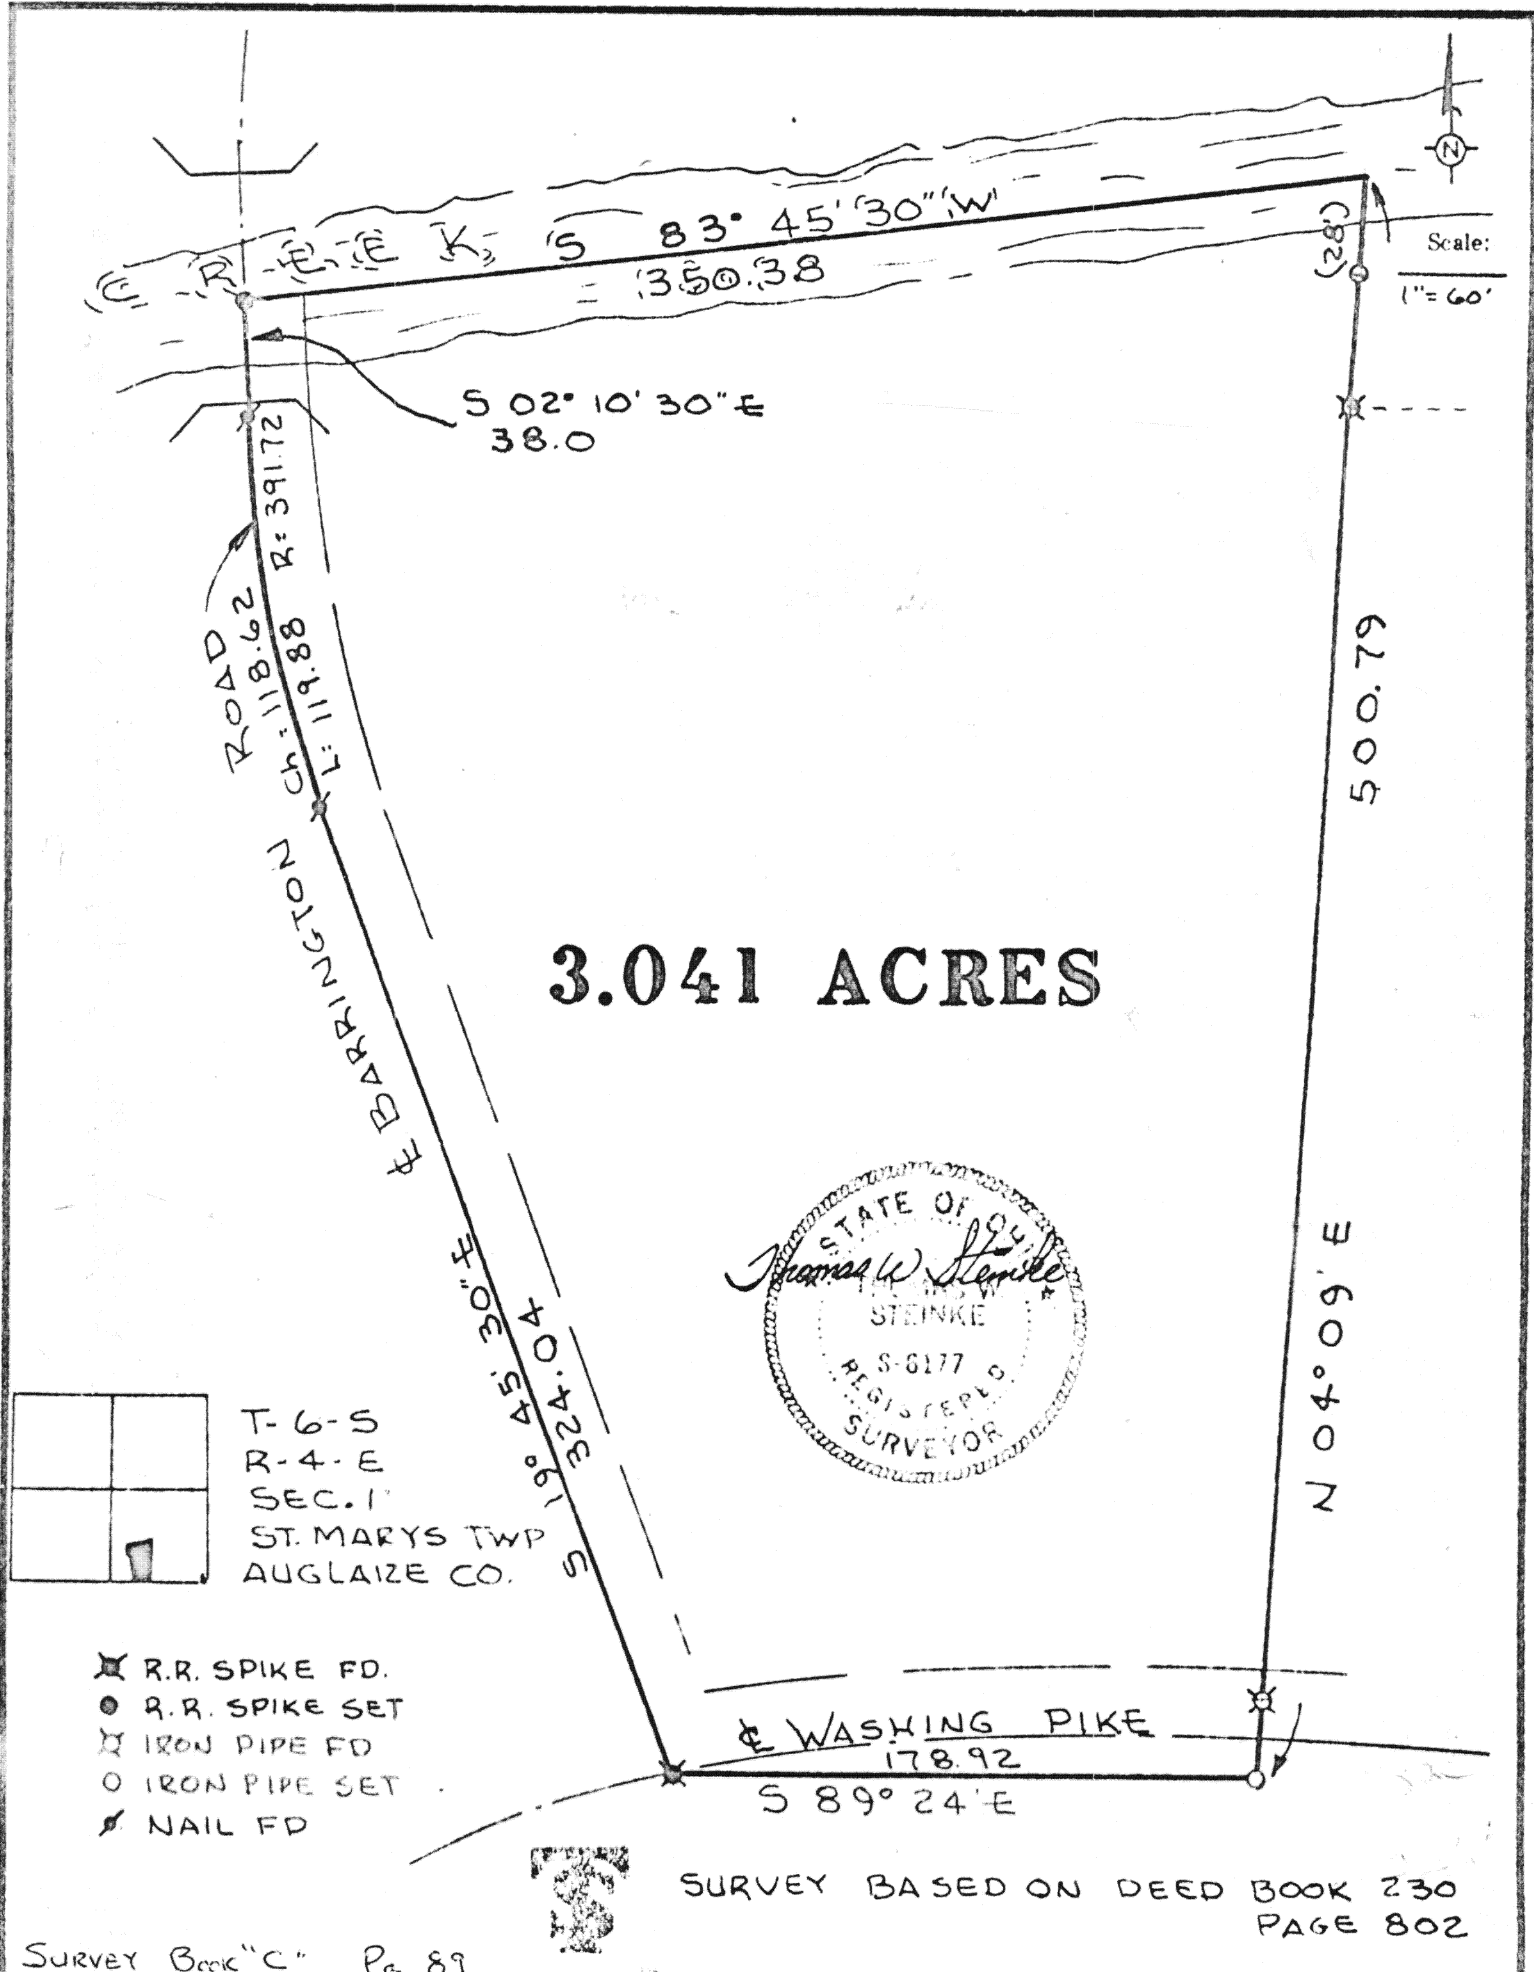 N
Scale:
1"= 60'
CREEK
S 83° 45' 30" W
350.38
(28')
S 02° 10' 30" E
38.0
R= 391.72
Ch= 118.62
L= 119.88
℄ BARRINGTON ROAD
500.79
N 04° 09' E
3.041 ACRES
S 19° 45' 30" E
324.04
STATE OF OHIO
Thomas W Steinke
THOMAS W.
STEINKE
S-6177
REGISTERED
SURVEYOR
T-6-S
R-4-E
SEC. 1
ST. MARYS TWP
AUGLAIZE CO.
R.R. SPIKE FD.
R.R. SPIKE SET
IRON PIPE FD
IRON PIPE SET
NAIL FD
℄ WASHING PIKE
178.92
S 89° 24' E
TS
SURVEY BASED ON DEED BOOK 230
PAGE 802
SURVEY Book "C" Pg 89